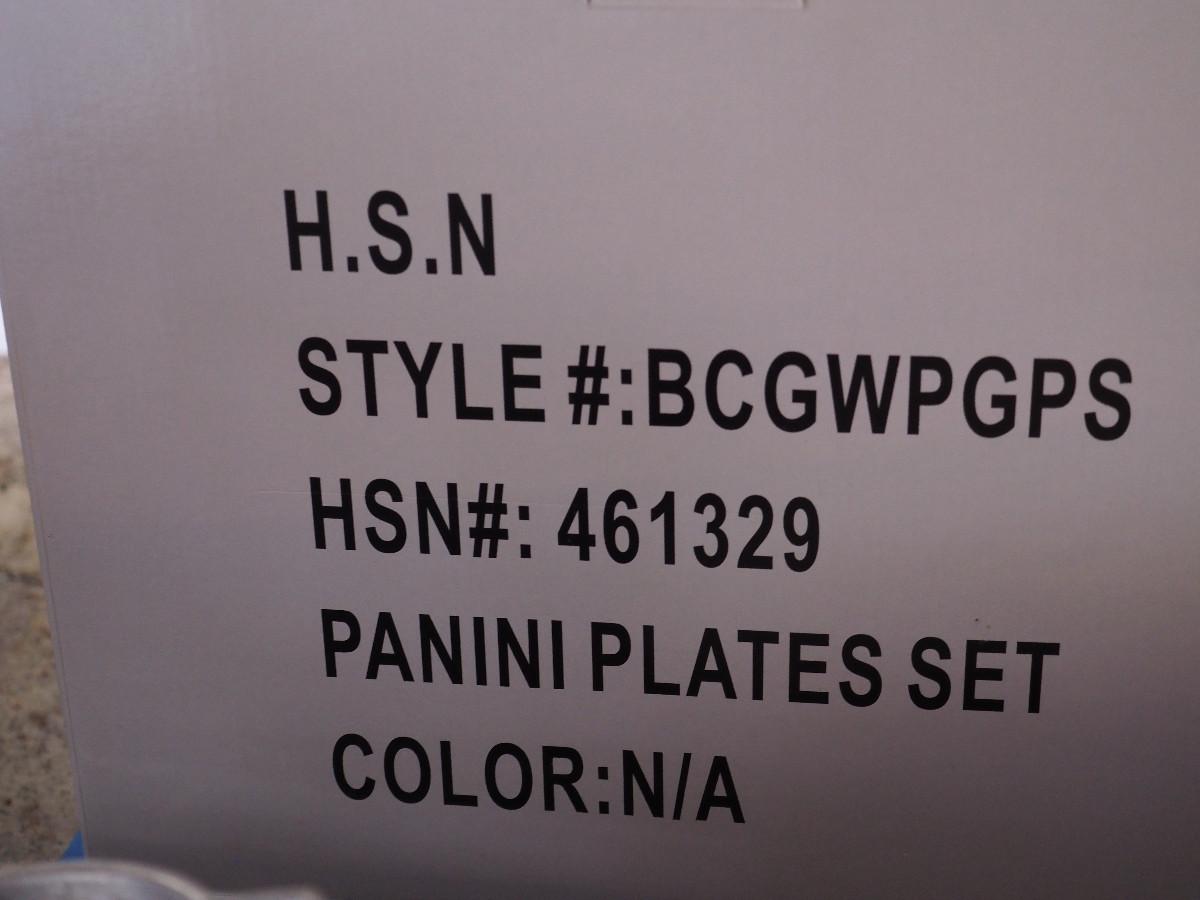 H.S.N
STYLE #:BCGWPGPS
HSN#: 461329
PANINI PLATES SET
COLOR:N/A